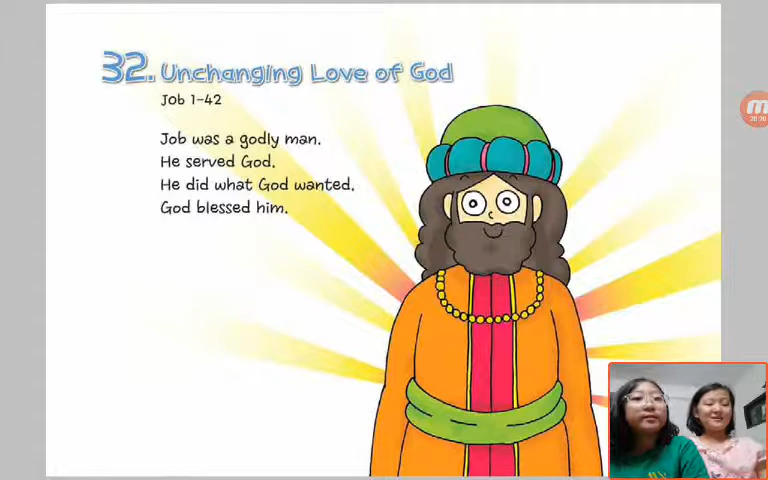 32. Unchanging Love of God
Job 1-42
Job was a godly man.
He served God.
He did what God wanted.
God blessed him.